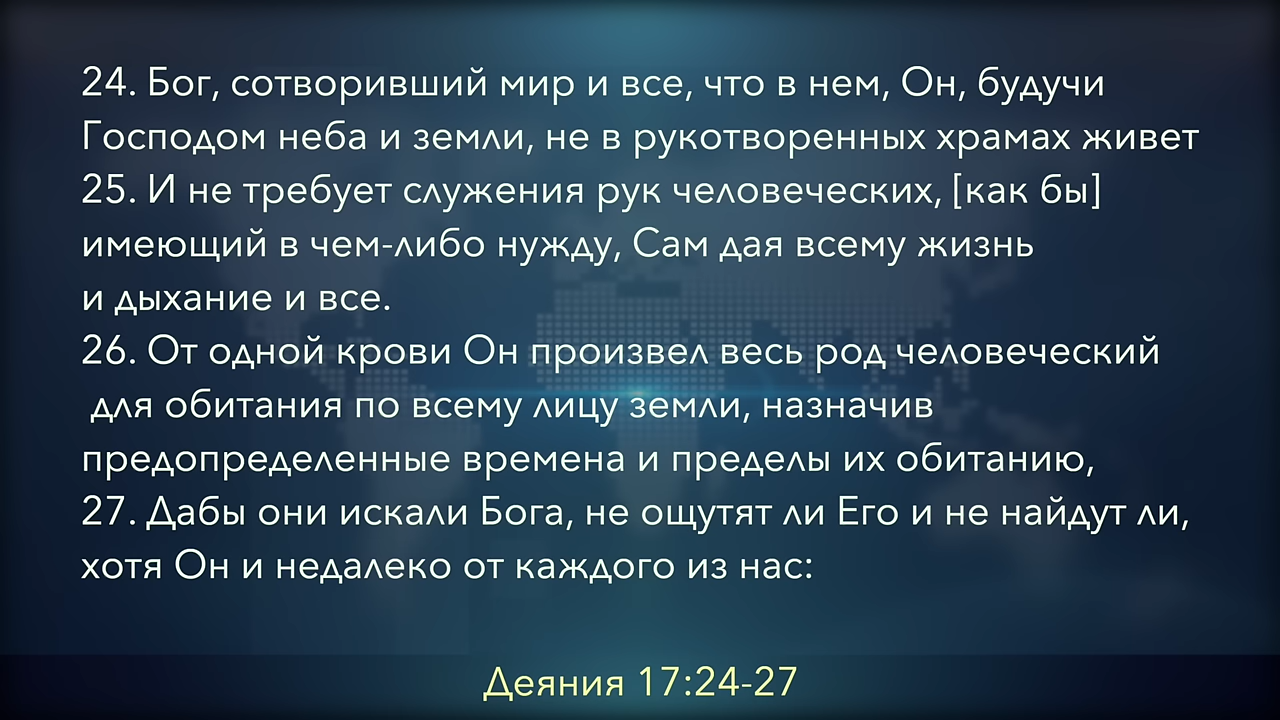 24. Бог, сотворивший мир и все, что в нем, Он, будучи
Господом неба и земли, не в рукотворенных храмах живет
25. И не требует служения рук человеческих, [как бы]
имеющий в чем-либо нужду, Сам дая всему жизнь
и дыхание и все.
26. От одной крови Он произвел весь род человеческий
для обитания по всему лицу земли, назначив
предопределенные времена и пределы их обитанию,
27. Дабы они искали Бога, не ощутят ли Его и не найдут ли,
хотя Он и недалеко от каждого из нас:
Деяния 17:24-27